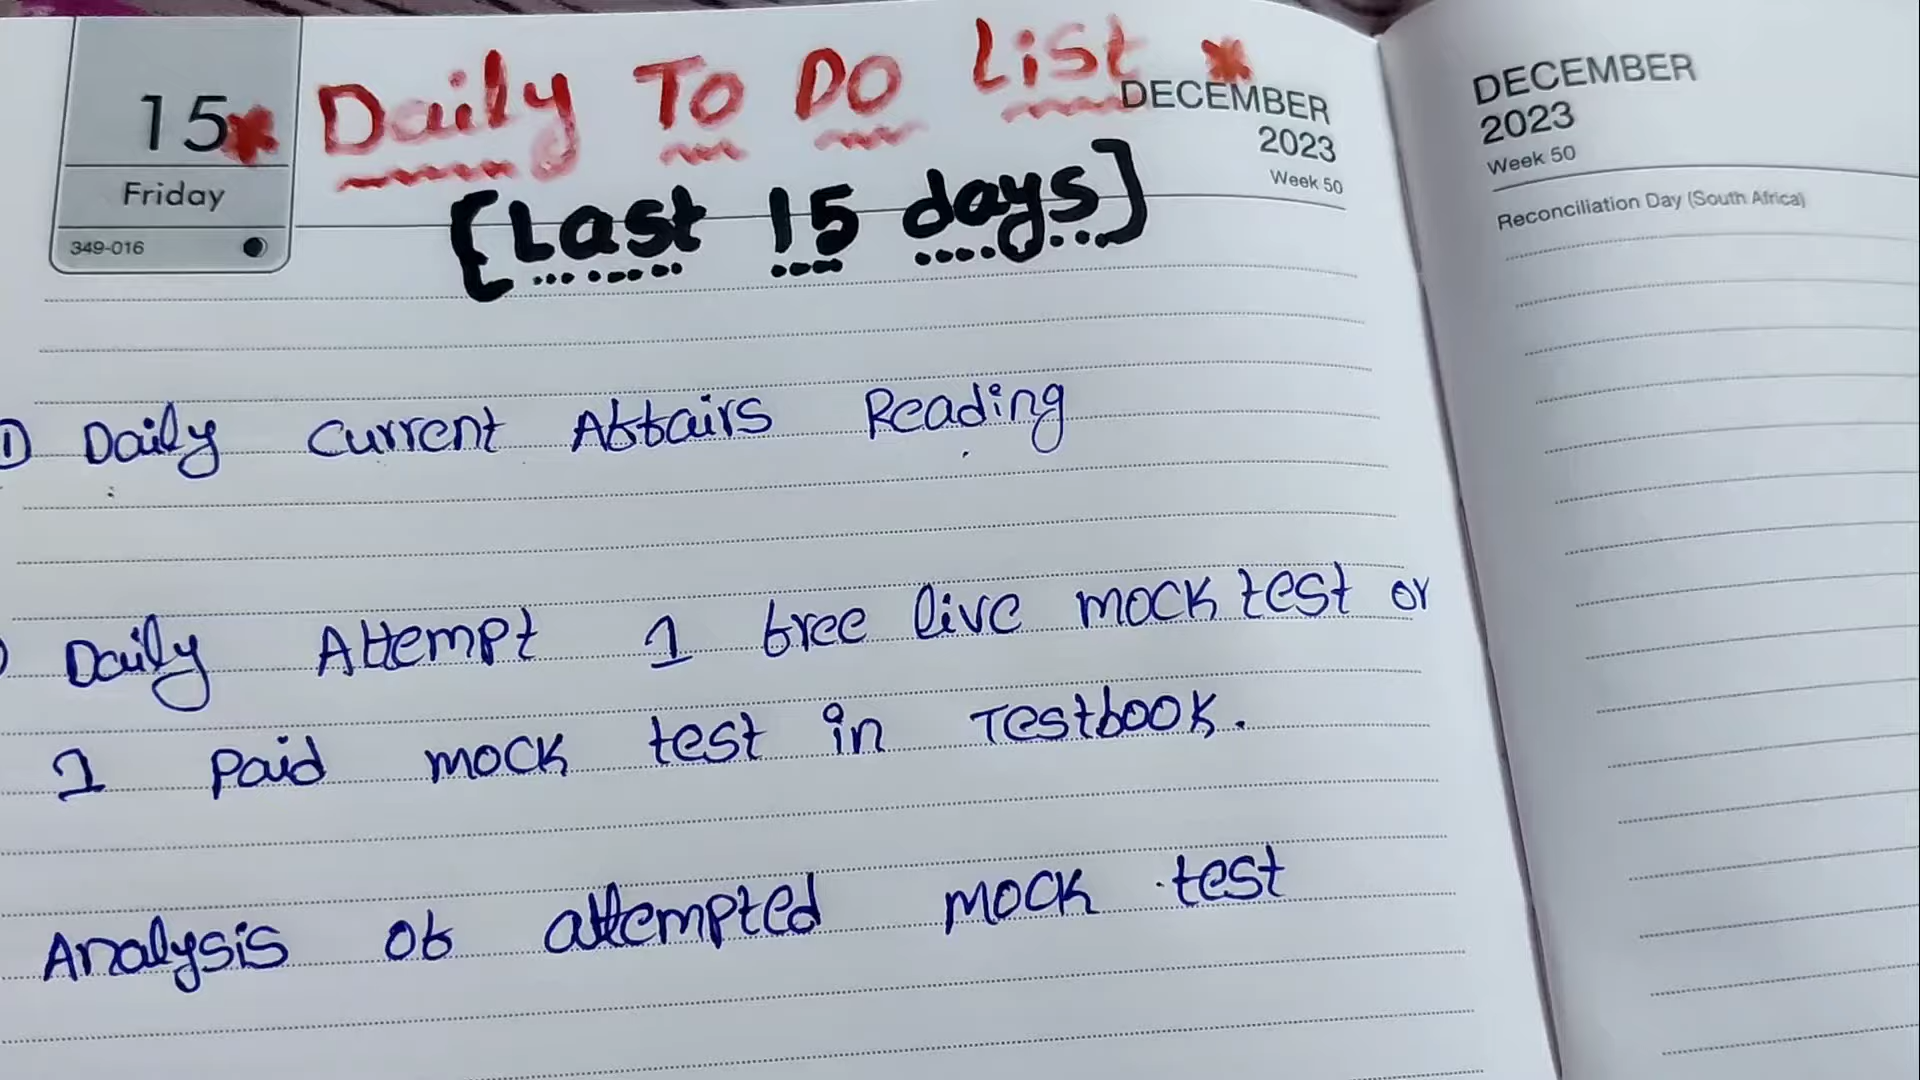 15 * Daily To Do List *
DECEMBER
2023
Week 50
Friday
[Last 15 days]
349-016
1) Daily Current Affairs Reading
Daily Attempt 1 free live mock test or
1 Paid mock test in Testbook.
Analysis of attempted mock test
DECEMBER
2023
Week 50
Reconciliation Day (South Africa)